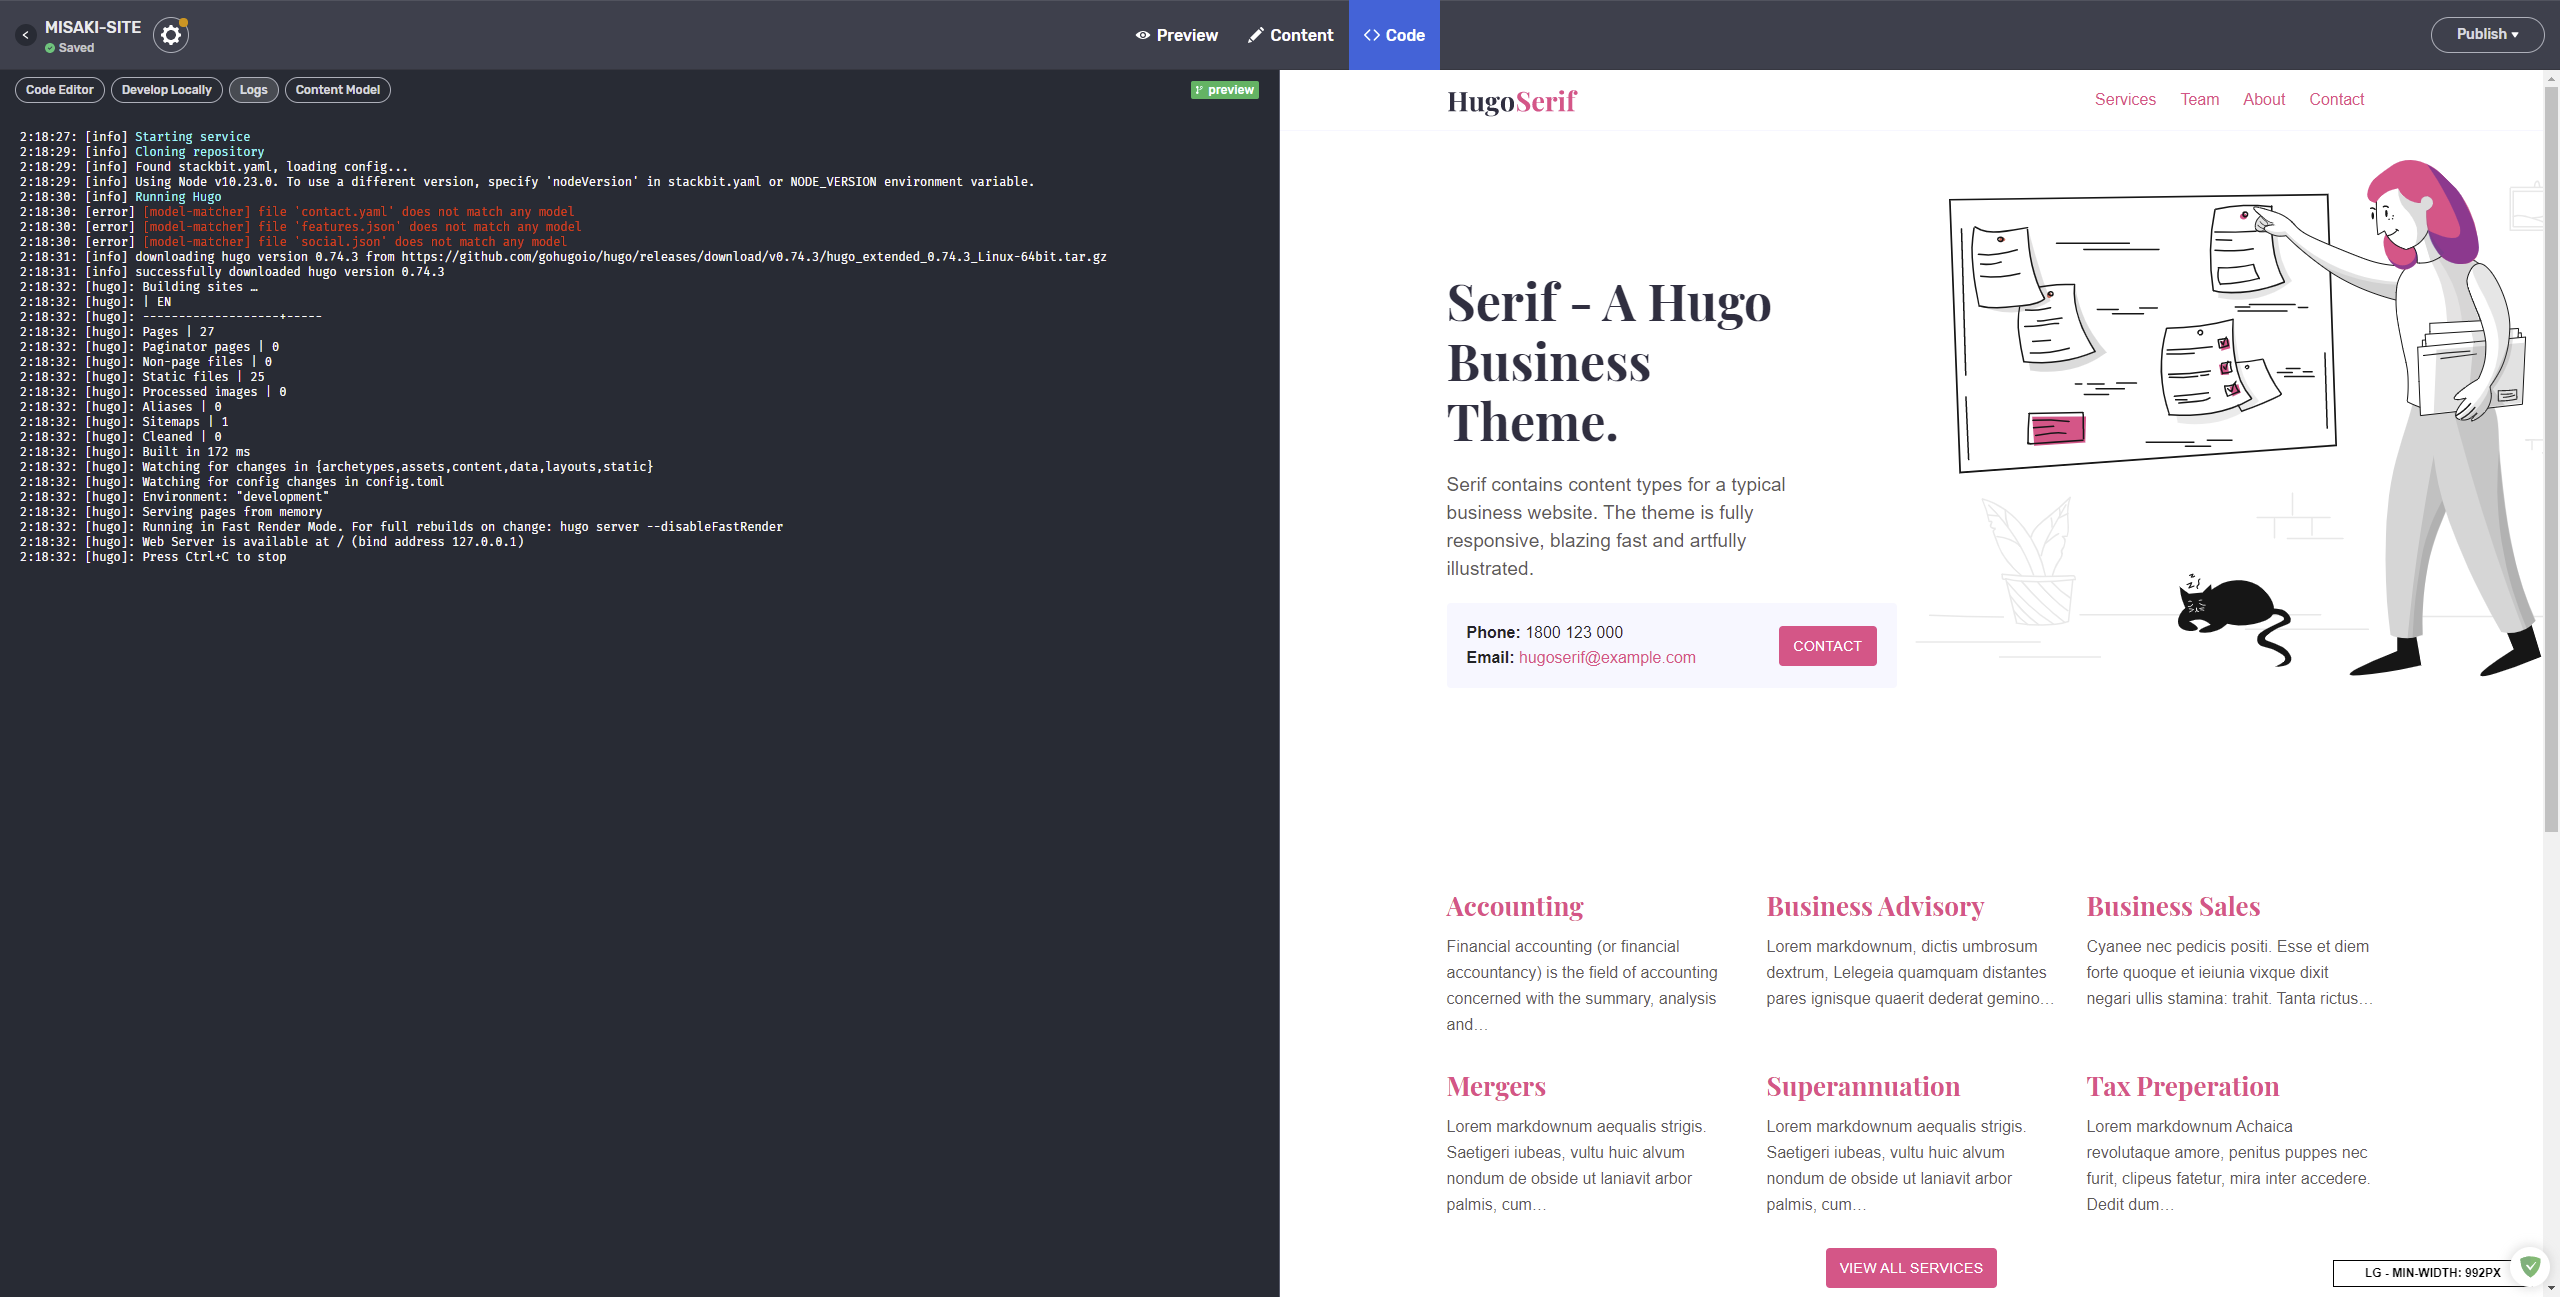 MISAKI-SITE
Saved
Preview
Content
Code
Publish
Code Editor
Develop Locally
Logs
Content Model
preview
2:18:27: [info] Starting service
2:18:29: [info] Cloning repository
2:18:29: [info] Found stackbit.yaml, loading config...
2:18:29: [info] Using Node v10.23.0. To use a different version, specify 'nodeVersion' in stackbit.yaml or NODE_VERSION environment variable.
2:18:30: [info] Running Hugo
2:18:30: [error] [model-matcher] file 'contact.yaml' does not match any model
2:18:30: [error] [model-matcher] file 'features.json' does not match any model
2:18:30: [error] [model-matcher] file 'social.json' does not match any model
2:18:31: [info] downloading hugo version 0.74.3 from https://github.com/gohugoio/hugo/releases/download/v0.74.3/hugo_extended_0.74.3_Linux-64bit.tar.gz
2:18:31: [info] successfully downloaded hugo version 0.74.3
2:18:32: [hugo]: Building sites …
2:18:32: [hugo]: | EN
2:18:32: [hugo]: -------------------+-----
2:18:32: [hugo]: Pages | 27
2:18:32: [hugo]: Paginator pages | 0
2:18:32: [hugo]: Non-page files | 0
2:18:32: [hugo]: Static files | 25
2:18:32: [hugo]: Processed images | 0
2:18:32: [hugo]: Aliases | 0
2:18:32: [hugo]: Sitemaps | 1
2:18:32: [hugo]: Cleaned | 0
2:18:32: [hugo]: Built in 172 ms
2:18:32: [hugo]: Watching for changes in {archetypes,assets,content,data,layouts,static}
2:18:32: [hugo]: Watching for config changes in config.toml
2:18:32: [hugo]: Environment: "development"
2:18:32: [hugo]: Serving pages from memory
2:18:32: [hugo]: Running in Fast Render Mode. For full rebuilds on change: hugo server --disableFastRender
2:18:32: [hugo]: Web Server is available at / (bind address 127.0.0.1)
2:18:32: [hugo]: Press Ctrl+C to stop
HugoSerif
Services
Team
About
Contact
Serif - A Hugo
Business
Theme.
Serif contains content types for a typical
business website. The theme is fully
responsive, blazing fast and artfully
illustrated.
Phone: 1800 123 000
Email: hugoserif@example.com
CONTACT
z z z
Accounting
Financial accounting (or financial
accountancy) is the field of accounting
concerned with the summary, analysis
and…
Business Advisory
Lorem markdownum, dictis umbrosum
dextrum, Lelegeia quamquam distantes
pares ignisque quaerit dederat gemino…
Business Sales
Cyanee nec pedicis positi. Esse et diem
forte quoque et ieiunia vixque dixit
negari ullis stamina: trahit. Tanta rictus…
Mergers
Lorem markdownum aequalis strigis.
Saetigeri iubeas, vultu huic alvum
nondum de obside ut laniavit arbor
palmis, cum…
Superannuation
Lorem markdownum aequalis strigis.
Saetigeri iubeas, vultu huic alvum
nondum de obside ut laniavit arbor
palmis, cum…
Tax Preperation
Lorem markdownum Achaica
revolutaque amore, penitus puppes nec
furit, clipeus fatetur, mira inter accedere.
Dedit dum…
VIEW ALL SERVICES
LG - MIN-WIDTH: 992PX